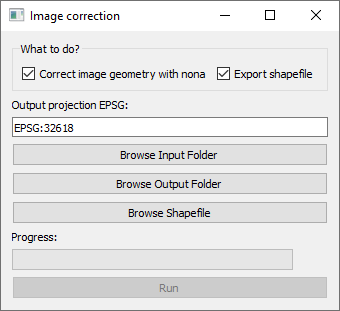 Image correction
What to do?
Correct image geometry with nona
Export shapefile
Output projection EPSG:
EPSG:32618
Browse Input Folder
Browse Output Folder
Browse Shapefile
Progress:
Run